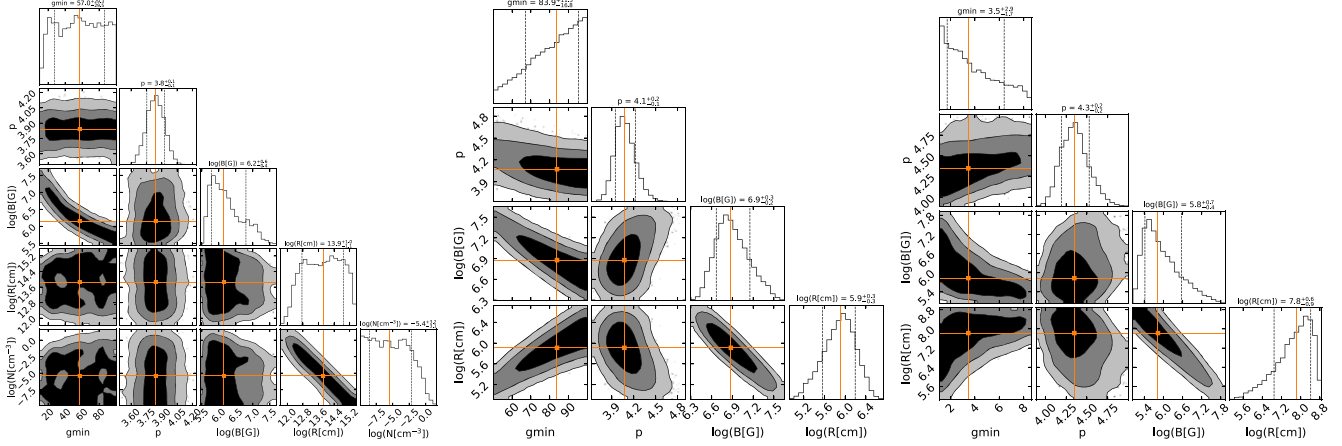 gmin = 57.0
p = 3.8
4.20
4.05
3.90
3.75
3.60
p
log(B[G]) = 6.2
7.5
7.0
6.5
6.0
5.5
log(B[G])
log(R[cm]) = 13.9
15.2
14.4
13.6
12.8
12.0
log(R[cm])
log(N[cm⁻³]) = −5.4
0.0
−2.5
−5.0
−7.5
log(N[cm⁻³])
20 40 60 80
gmin
3.60 3.75 3.90 4.05 4.20
p
5.5 6.0 6.5 7.0 7.5
log(B[G])
12.0 12.8 13.6 14.4 15.2
log(R[cm])
−7.5 −5.0 −2.5 0.0
log(N[cm⁻³])
gmin = 83.9
p = 4.1
4.8
4.5
4.2
3.9
p
log(B[G]) = 6.9
7.5
7.2
6.9
6.6
6.3
log(B[G])
log(R[cm]) = 5.9
6.4
6.0
5.6
5.2
log(R[cm])
60 75 90
gmin
3.9 4.2 4.5 4.8
p
6.3 6.6 6.9 7.2 7.5
log(B[G])
5.2 5.6 6.0 6.4
log(R[cm])
gmin = 3.5
p = 4.3
4.75
4.50
4.25
4.00
p
log(B[G]) = 5.8
7.8
7.2
6.6
6.0
5.4
log(B[G])
log(R[cm]) = 7.8
8.8
8.0
7.2
6.4
5.6
log(R[cm])
2 4 6 8
gmin
4.00 4.25 4.50 4.75
p
5.4 6.0 6.6 7.2 7.8
log(B[G])
5.6 6.4 7.2 8.0 8.8
log(R[cm])